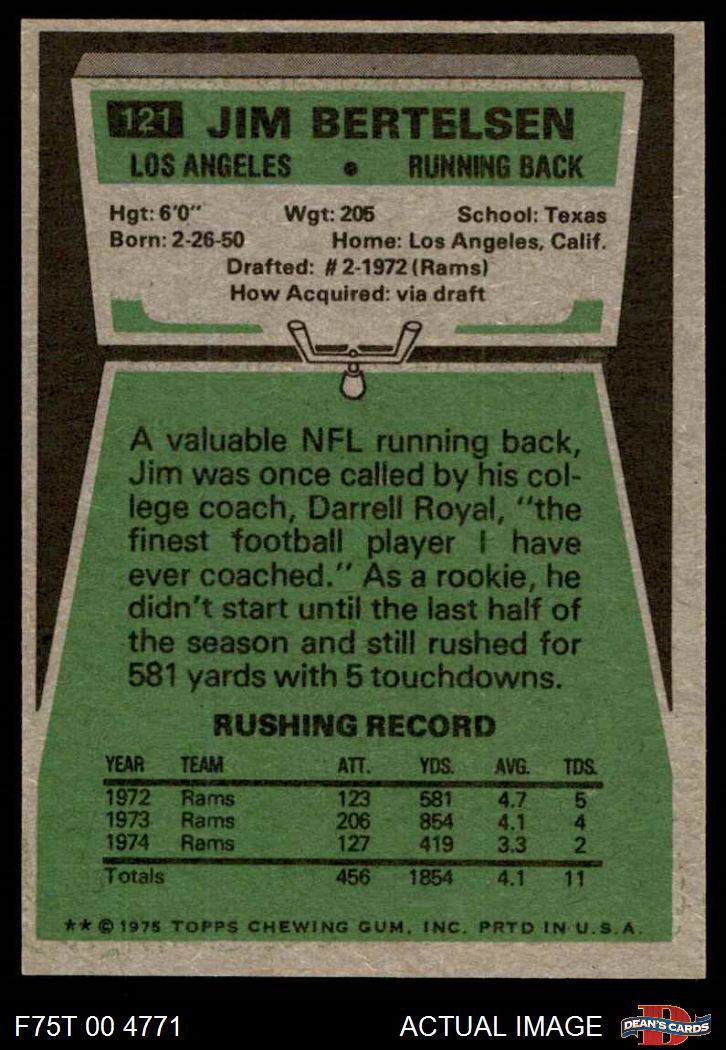 121 JIM BERTELSEN
LOS ANGELES • RUNNING BACK
Hgt: 6'0" Wgt: 205 School: Texas
Born: 2-26-50 Home: Los Angeles, Calif.
Drafted: #2-1972 (Rams)
How Acquired: via draft
A valuable NFL running back,
Jim was once called by his col-
lege coach, Darrell Royal, "the
finest football player I have
ever coached." As a rookie, he
didn't start until the last half of
the season and still rushed for
581 yards with 5 touchdowns.
RUSHING RECORD
YEAR TEAM ATT. YDS. AVG. TDS.
1972 Rams 123 581 4.7 5
1973 Rams 206 854 4.1 4
1974 Rams 127 419 3.3 2
Totals 456 1854 4.1 11
** © 1975 TOPPS CHEWING GUM, INC. PRTD IN U.S.A.
F75T 00 4771 ACTUAL IMAGE D DEAN'S CARDS